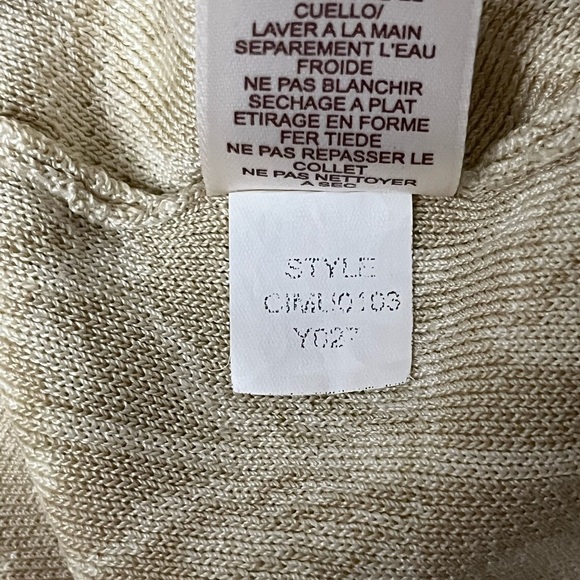 CUELLO/
LAVER A LA MAIN
SEPAREMENT L'EAU
FROIDE
NE PAS BLANCHIR
SECHAGE A PLAT
ETIRAGE EN FORME
FER TIEDE
NE PAS REPASSER LE
COLLET
NE PAS NETTOYER
A SEC
STYLE
CIMU0103
Y027